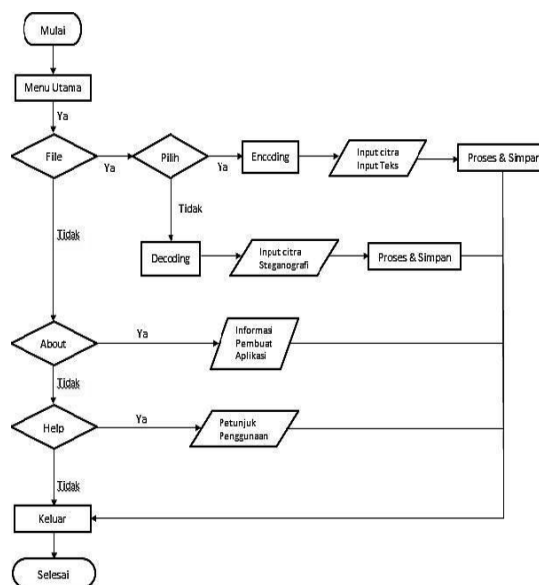 Mulai
Menu Utama
Ya
File
Ya
Pilih
Ya
Encoding
Input citra
Input Teks
Proses & Simpan
Tidak
Tidak
Decoding
Input citra
Steganografi
Proses & Simpan
About
Ya
Informasi
Pembuat
Aplikasi
Tidak
Help
Ya
Petunjuk
Penggunaan
Tidak
Keluar
Selesai